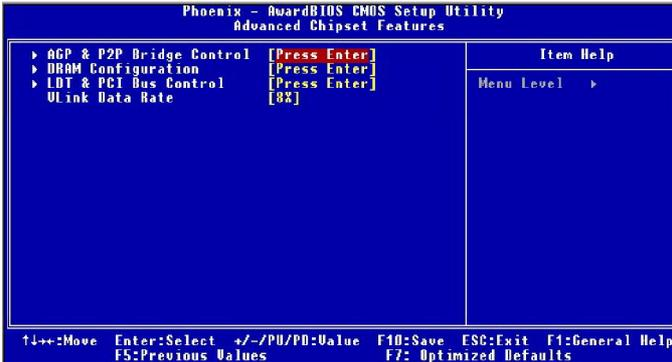 Phoenix - AwardBIOS CMOS Setup Utility
Advanced Chipset Features
▸ AGP & P2P Bridge Control [Press Enter]
▸ DRAM Configuration [Press Enter]
▸ LDT & PCI Bus Control [Press Enter]
VLink Data Rate [8X]
Item Help
Menu Level ▸
↑↓→←:Move Enter:Select +/-/PU/PD:Value F10:Save ESC:Exit F1:General Help
F5:Previous Values F7: Optimized Defaults